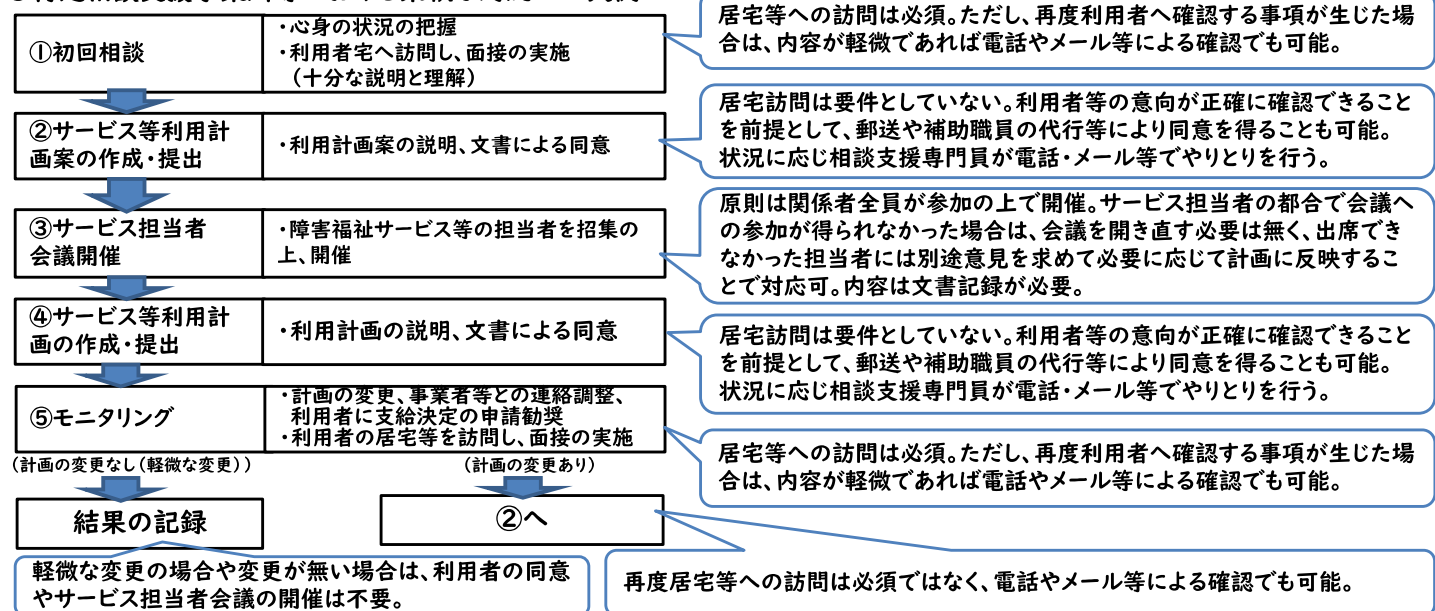 ①初回相談
・心身の状況の把握
・利用者宅へ訪問し、面接の実施
（十分な説明と理解）
居宅等への訪問は必須。ただし、再度利用者へ確認する事項が生じた場
合は、内容が軽微であれば電話やメール等による確認でも可能。
②サービス等利用計
画案の作成・提出
・利用計画案の説明、文書による同意
居宅訪問は要件としていない。利用者等の意向が正確に確認できること
を前提として、郵送や補助職員の代行等により同意を得ることも可能。
状況に応じ相談支援専門員が電話・メール等でやりとりを行う。
③サービス担当者
会議開催
・障害福祉サービス等の担当者を招集の
上、開催
原則は関係者全員が参加の上で開催。サービス担当者の都合で会議へ
の参加が得られなかった場合は、会議を開き直す必要は無く、出席でき
なかった担当者には別途意見を求めて必要に応じて計画に反映するこ
とで対応可。内容は文書記録が必要。
④サービス等利用計
画の作成・提出
・利用計画の説明、文書による同意
居宅訪問は要件としていない。利用者等の意向が正確に確認できること
を前提として、郵送や補助職員の代行等により同意を得ることも可能。
状況に応じ相談支援専門員が電話・メール等でやりとりを行う。
⑤モニタリング
・計画の変更、事業者等との連絡調整、
利用者に支給決定の申請勧奨
・利用者の居宅等を訪問し、面接の実施
居宅等への訪問は必須。ただし、再度利用者へ確認する事項が生じた場
合は、内容が軽微であれば電話やメール等による確認でも可能。
（計画の変更なし（軽微な変更））
（計画の変更あり）
結果の記録
②へ
軽微な変更の場合や変更が無い場合は、利用者の同意
やサービス担当者会議の開催は不要。
再度居宅等への訪問は必須ではなく、電話やメール等による確認でも可能。